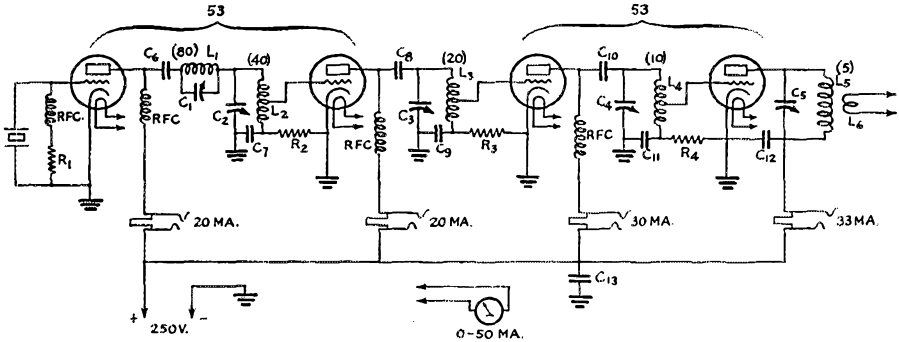 53
53
C6
(80)
L1
C1
(40)
C2
L2
C7
R2
RFC.
R1
RFC
C8
(20)
L3
C3
C9
R3
RFC
C10
(10)
L4
C4
C11
R4
RFC
C12
(5)
L5
C5
L6
20 MA.
20 MA.
30 MA.
33 MA.
C13
+ 250V. -
0-50 MA.